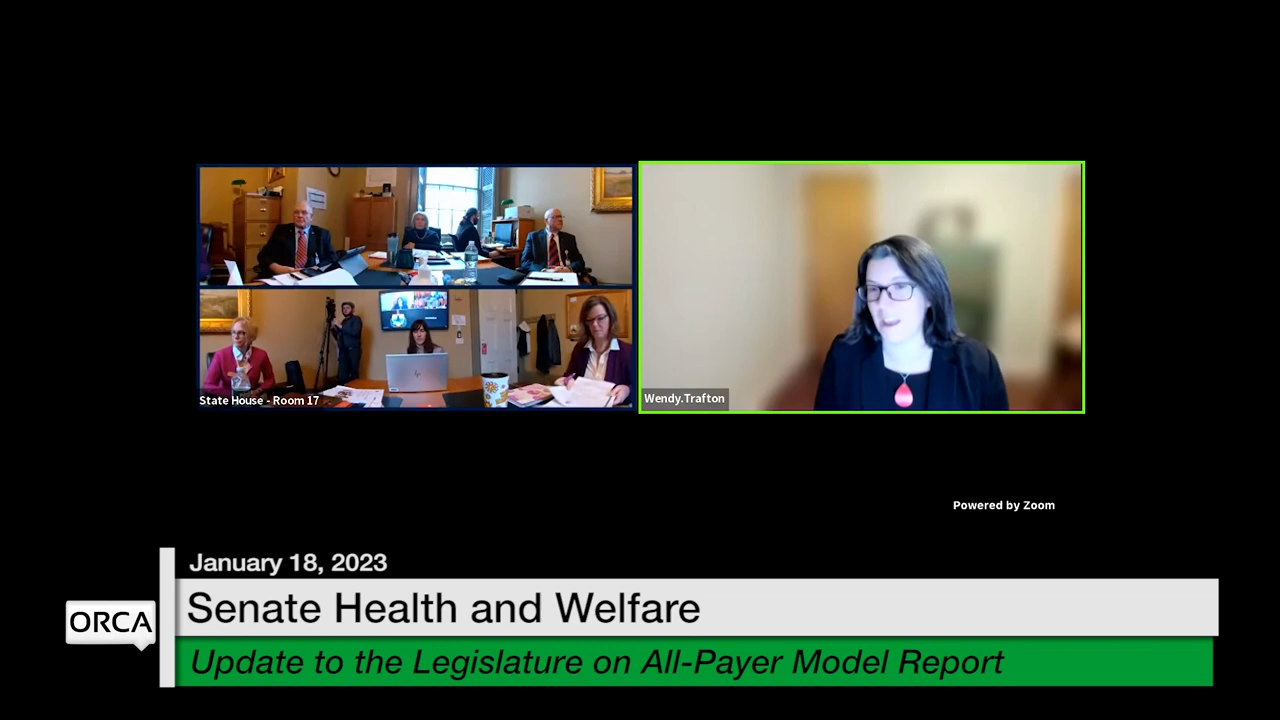 State House - Room 17
Wendy.Trafton
Powered by Zoom
January 18, 2023
Senate Health and Welfare
ORCA
Update to the Legislature on All-Payer Model Report